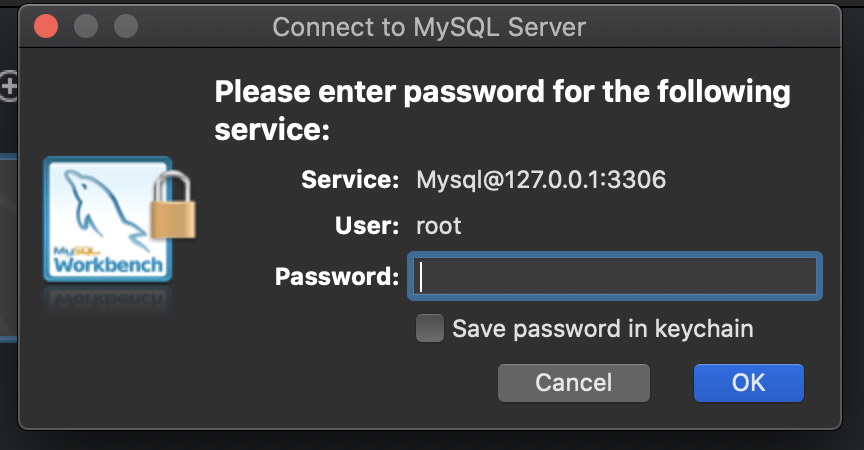 Connect to MySQL Server
Please enter password for the following
service:
Service: Mysql@127.0.0.1:3306
User: root
Password:
Save password in keychain
Cancel OK
MySQL
Workbench